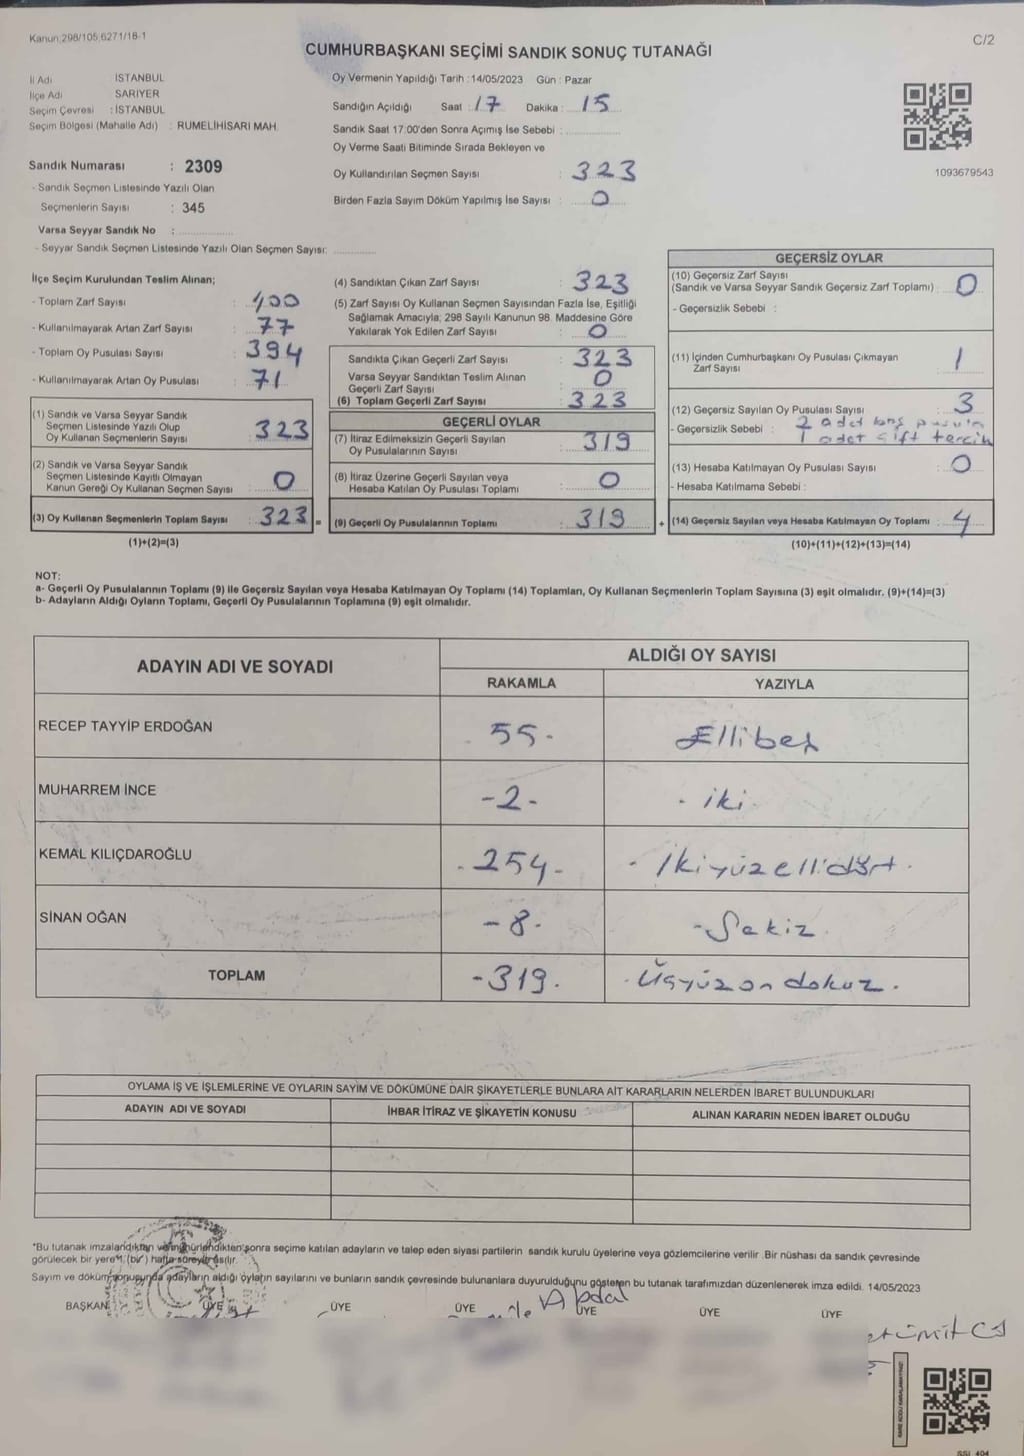 Kanun:298/105,6271/18-1
C/2
CUMHURBAŞKANI SEÇİMİ SANDIK SONUÇ TUTANAĞI
İl Adı İSTANBUL
İlçe Adı SARIYER
Seçim Çevresi : İSTANBUL
Seçim Bölgesi (Mahalle Adı) : RUMELİHİSARI MAH.
Sandık Numarası : 2309
- Sandık Seçmen Listesinde Yazılı Olan
Seçmenlerin Sayısı : 345
Varsa Seyyar Sandık No :
- Seyyar Sandık Seçmen Listesinde Yazılı Olan Seçmen Sayısı:
Oy Vermenin Yapıldığı Tarih : 14/05/2023 Gün : Pazar
Sandığın Açıldığı Saat : 17 Dakika : 15
Sandık Saat 17:00'den Sonra Açımış İse Sebebi :
Oy Verme Saati Bitiminde Sırada Bekleyen ve
Oy Kullandırılan Seçmen Sayısı : 323
Birden Fazla Sayım Döküm Yapılmış İse Sayısı : 0
1093679543
İlçe Seçim Kurulundan Teslim Alınan;
- Toplam Zarf Sayısı : 400
- Kullanılmayarak Artan Zarf Sayısı : 77
- Toplam Oy Pusulası Sayısı : 394
- Kullanılmayarak Artan Oy Pusulası : 71
(1) Sandık ve Varsa Seyyar Sandık
Seçmen Listesinde Yazılı Olup
Oy Kullanan Seçmenlerin Sayısı : 323
(2) Sandık ve Varsa Seyyar Sandık
Seçmen Listesinde Kayıtlı Olmayan
Kanun Gereği Oy Kullanan Seçmen Sayısı : 0
(3) Oy Kullanan Seçmenlerin Toplam Sayısı : 323 =
(1)+(2)=(3)
(4) Sandıktan Çıkan Zarf Sayısı : 323
(5) Zarf Sayısı Oy Kullanan Seçmen Sayısından Fazla İse, Eşitliği
Sağlamak Amacıyla; 298 Sayılı Kanunun 98. Maddesine Göre
Yakılarak Yok Edilen Zarf Sayısı : 0
Sandıkta Çıkan Geçerli Zarf Sayısı : 323
Varsa Seyyar Sandıktan Teslim Alınan
Geçerli Zarf Sayısı : 0
(6) Toplam Geçerli Zarf Sayısı : 323
GEÇERLİ OYLAR
(7) İtiraz Edilmeksizin Geçerli Sayılan
Oy Pusulalarının Sayısı : 319
(8) İtiraz Üzerine Geçerli Sayılan veya
Hesaba Katılan Oy Pusulası Toplamı : 0
(9) Geçerli Oy Pusulalarının Toplamı : 319 +
GEÇERSİZ OYLAR
(10) Geçersiz Zarf Sayısı
(Sandık ve Varsa Seyyar Sandık Geçersiz Zarf Toplamı) : 0
- Geçersizlik Sebebi :
(11) İçinden Cumhurbaşkanı Oy Pusulası Çıkmayan
Zarf Sayısı : 1
(12) Geçersiz Sayılan Oy Pusulası Sayısı : 3
- Geçersizlik Sebebi : 2 adet
1 adet çift tercih
(13) Hesaba Katılmayan Oy Pusulası Sayısı : 0
- Hesaba Katılmama Sebebi :
(14) Geçersiz Sayılan veya Hesaba Katılmayan Oy Toplamı : 4
(10)+(11)+(12)+(13)=(14)
NOT:
a- Geçerli Oy Pusulalarının Toplamı (9) ile Geçersiz Sayılan veya Hesaba Katılmayan Oy Toplamı (14) Toplamları, Oy Kullanan Seçmenlerin Toplam Sayısına (3) eşit olmalıdır. (9)+(14)=(3)
b- Adayların Aldığı Oyların Toplamı, Geçerli Oy Pusulalarının Toplamına (9) eşit olmalıdır.
ADAYIN ADI VE SOYADI
ALDIĞI OY SAYISI
RAKAMLA YAZIYLA
RECEP TAYYİP ERDOĞAN 55- Ellibeş
MUHARREM İNCE -2- - iki
KEMAL KILIÇDAROĞLU - 254- - İkiyüzellidört -
SİNAN OĞAN -8- -Sekiz
TOPLAM -319- - Üçyüzondokuz -
OYLAMA İŞ VE İŞLEMLERİNE VE OYLARIN SAYIM VE DÖKÜMÜNE DAİR ŞİKAYETLERLE BUNLARA AİT KARARLARIN NELERDEN İBARET BULUNDUKLARI
ADAYIN ADI VE SOYADI İHBAR İTİRAZ VE ŞİKAYETİN KONUSU ALINAN KARARIN NEDEN İBARET OLDUĞU
*Bu tutanak imzalandıktan ve mühürlendikten sonra seçime katılan adayların ve talep eden siyasi partilerin sandık kurulu üyelerine veya gözlemcilerine verilir. Bir nüshası da sandık çevresinde
görülecek bir yere 1 (bir) hafta süreyle asılır.
Sayım ve döküm sonuşunda adayların aldığı oyların sayılarını ve bunların sandık çevresinde bulunanlara duyurulduğunu gösteren bu tutanak tarafımızdan düzenlenerek imza edildi. 14/05/2023
BAŞKAN ÜYE ÜYE ÜYE ÜYE ÜYE ÜYE
Abdal
SSI 404